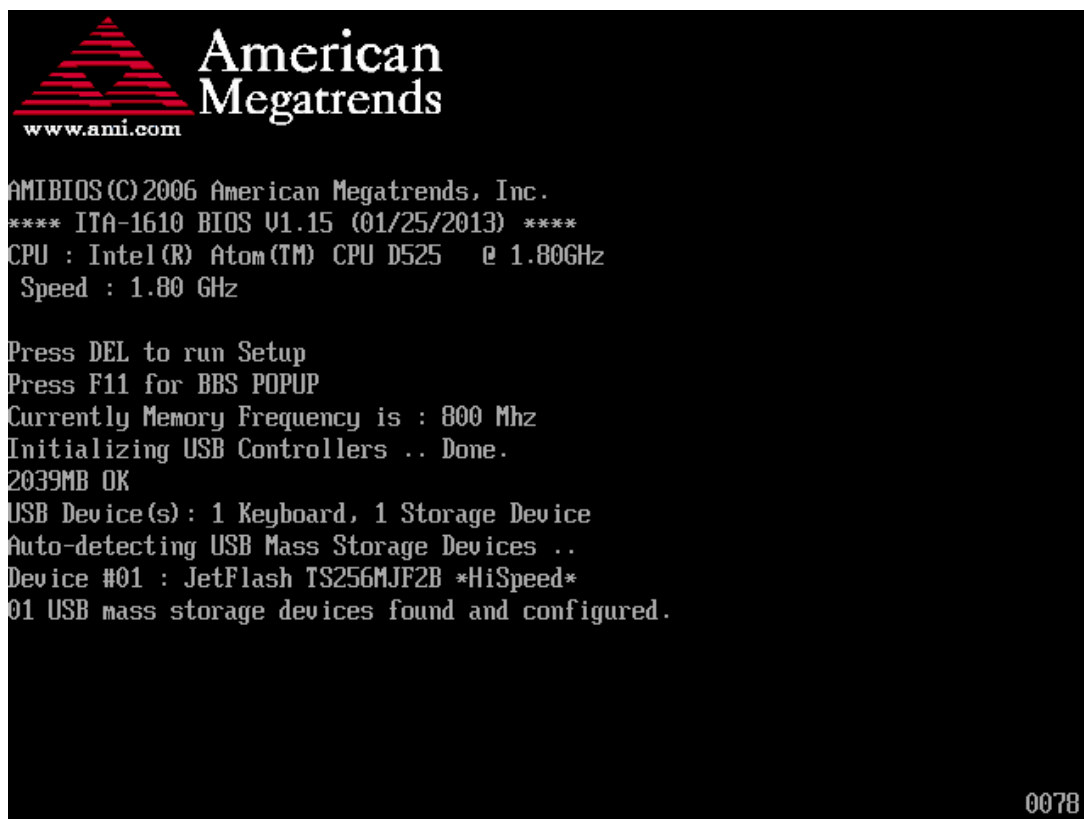 American
Megatrends
www.ami.com
AMIBIOS(C)2006 American Megatrends, Inc.
**** ITA-1610 BIOS V1.15 (01/25/2013) ****
CPU : Intel(R) Atom(TM) CPU D525 @ 1.80GHz
Speed : 1.80 GHz
Press DEL to run Setup
Press F11 for BBS POPUP
Currently Memory Frequency is : 800 Mhz
Initializing USB Controllers .. Done.
2039MB OK
USB Device(s): 1 Keyboard, 1 Storage Device
Auto-detecting USB Mass Storage Devices ..
Device #01 : JetFlash TS256MJF2B *HiSpeed*
01 USB mass storage devices found and configured.
0078